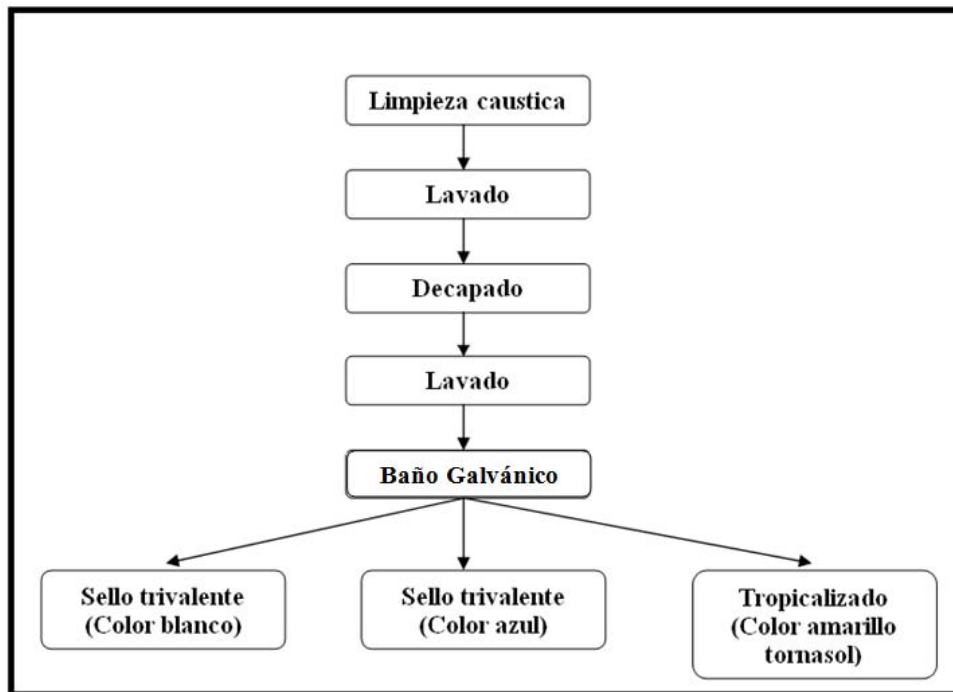 Limpieza caustica
Lavado
Decapado
Lavado
Baño Galvánico
Sello trivalente
(Color blanco)
Sello trivalente
(Color azul)
Tropicalizado
(Color amarillo
tornasol)